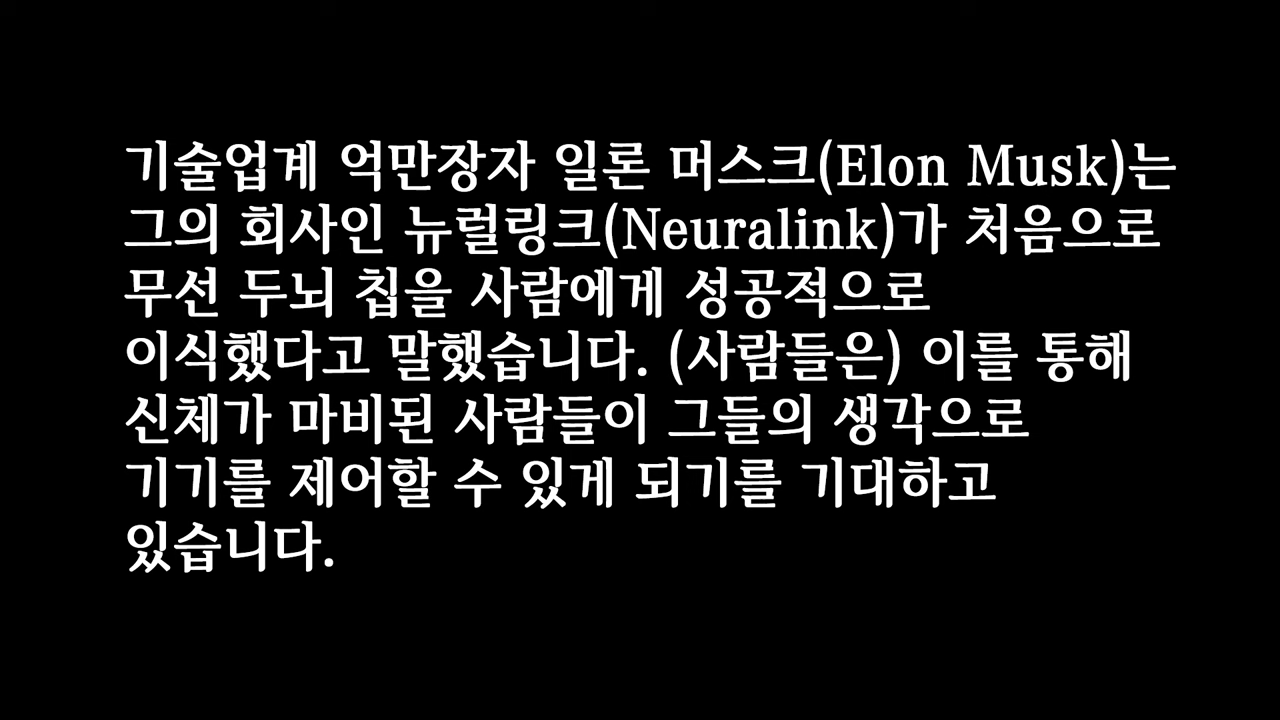 기술업계 억만장자 일론 머스크(Elon Musk)는
그의 회사인 뉴럴링크(Neuralink)가 처음으로
무선 두뇌 칩을 사람에게 성공적으로
이식했다고 말했습니다. (사람들은) 이를 통해
신체가 마비된 사람들이 그들의 생각으로
기기를 제어할 수 있게 되기를 기대하고
있습니다.